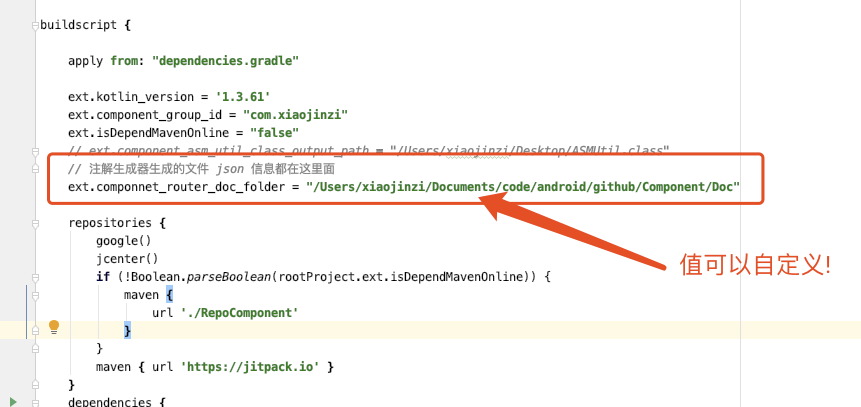 buildscript {
apply from: "dependencies.gradle"
ext.kotlin_version = '1.3.61'
ext.component_group_id = "com.xiaojinzi"
ext.isDependMavenOnline = "false"
// ext.component_asm_util_class_output_path = "/Users/xiaojinzi/Desktop/ASMUtil.class"
// 注解生成器生成的文件 json 信息都在这里面
ext.componnet_router_doc_folder = "/Users/xiaojinzi/Documents/code/android/github/Component/Doc"
repositories {
google()
jcenter()
if (!Boolean.parseBoolean(rootProject.ext.isDependMavenOnline)) {
maven {
url './RepoComponent'
}
}
maven { url 'https://jitpack.io' }
}
dependencies {
值可以自定义!